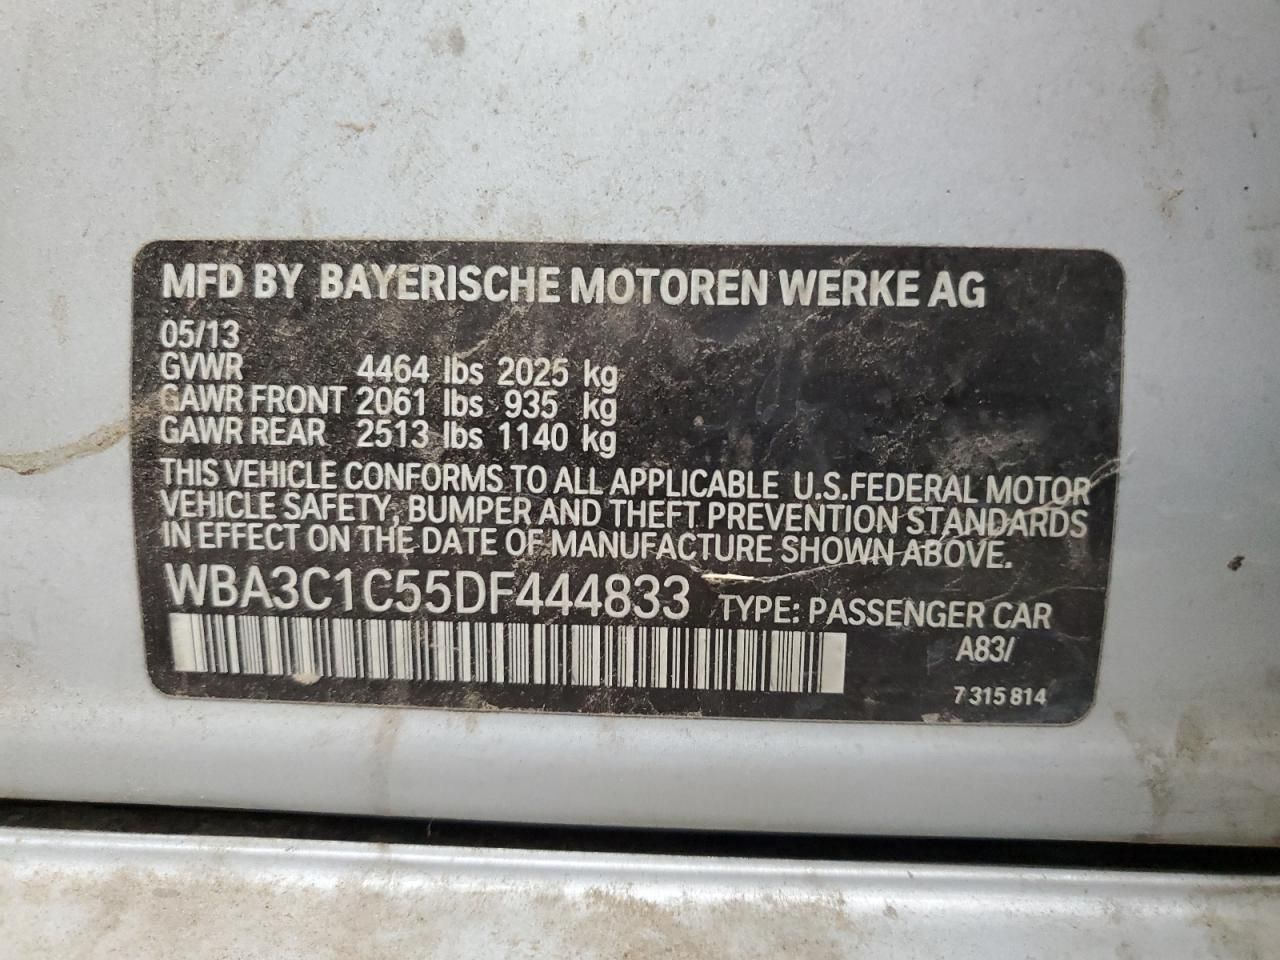 MFD BY BAYERISCHE MOTOREN WERKE AG
05/13
GVWR 4464 lbs 2025 kg
GAWR FRONT 2061 lbs 935 kg
GAWR REAR 2513 lbs 1140 kg
THIS VEHICLE CONFORMS TO ALL APPLICABLE U.S.FEDERAL MOTOR
VEHICLE SAFETY, BUMPER AND THEFT PREVENTION STANDARDS
IN EFFECT ON THE DATE OF MANUFACTURE SHOWN ABOVE.
WBA3C1C55DF444833 TYPE: PASSENGER CAR
A83/
7 315 814